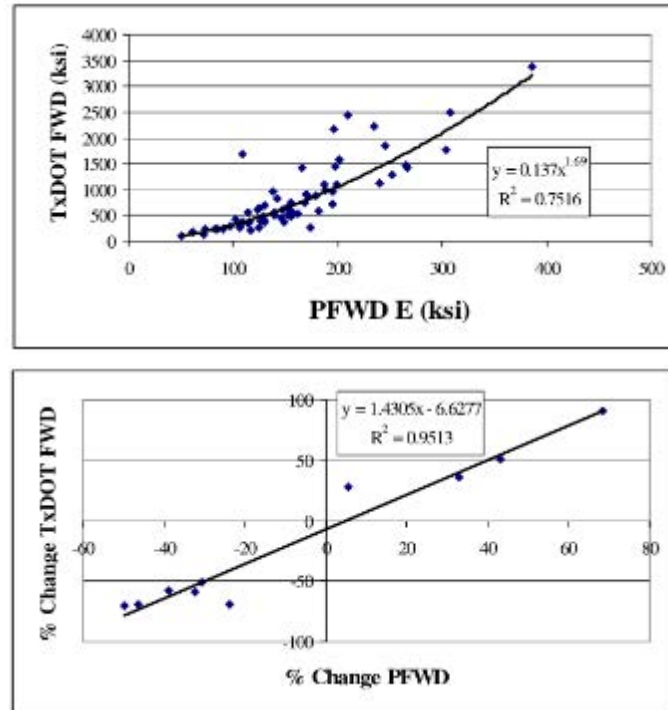 TxDOT FWD (ksi)
4000
3500
3000
2500
2000
1500
1000
500
0
y = 0.137x^1.69
R² = 0.7516
0 100 200 300 400 500
PFWD E (ksi)
% Change TxDOT FWD
100
50
0
-50
-100
y = 1.4305x - 6.6277
R² = 0.9513
-60 -40 -20 0 20 40 60 80
% Change PFWD